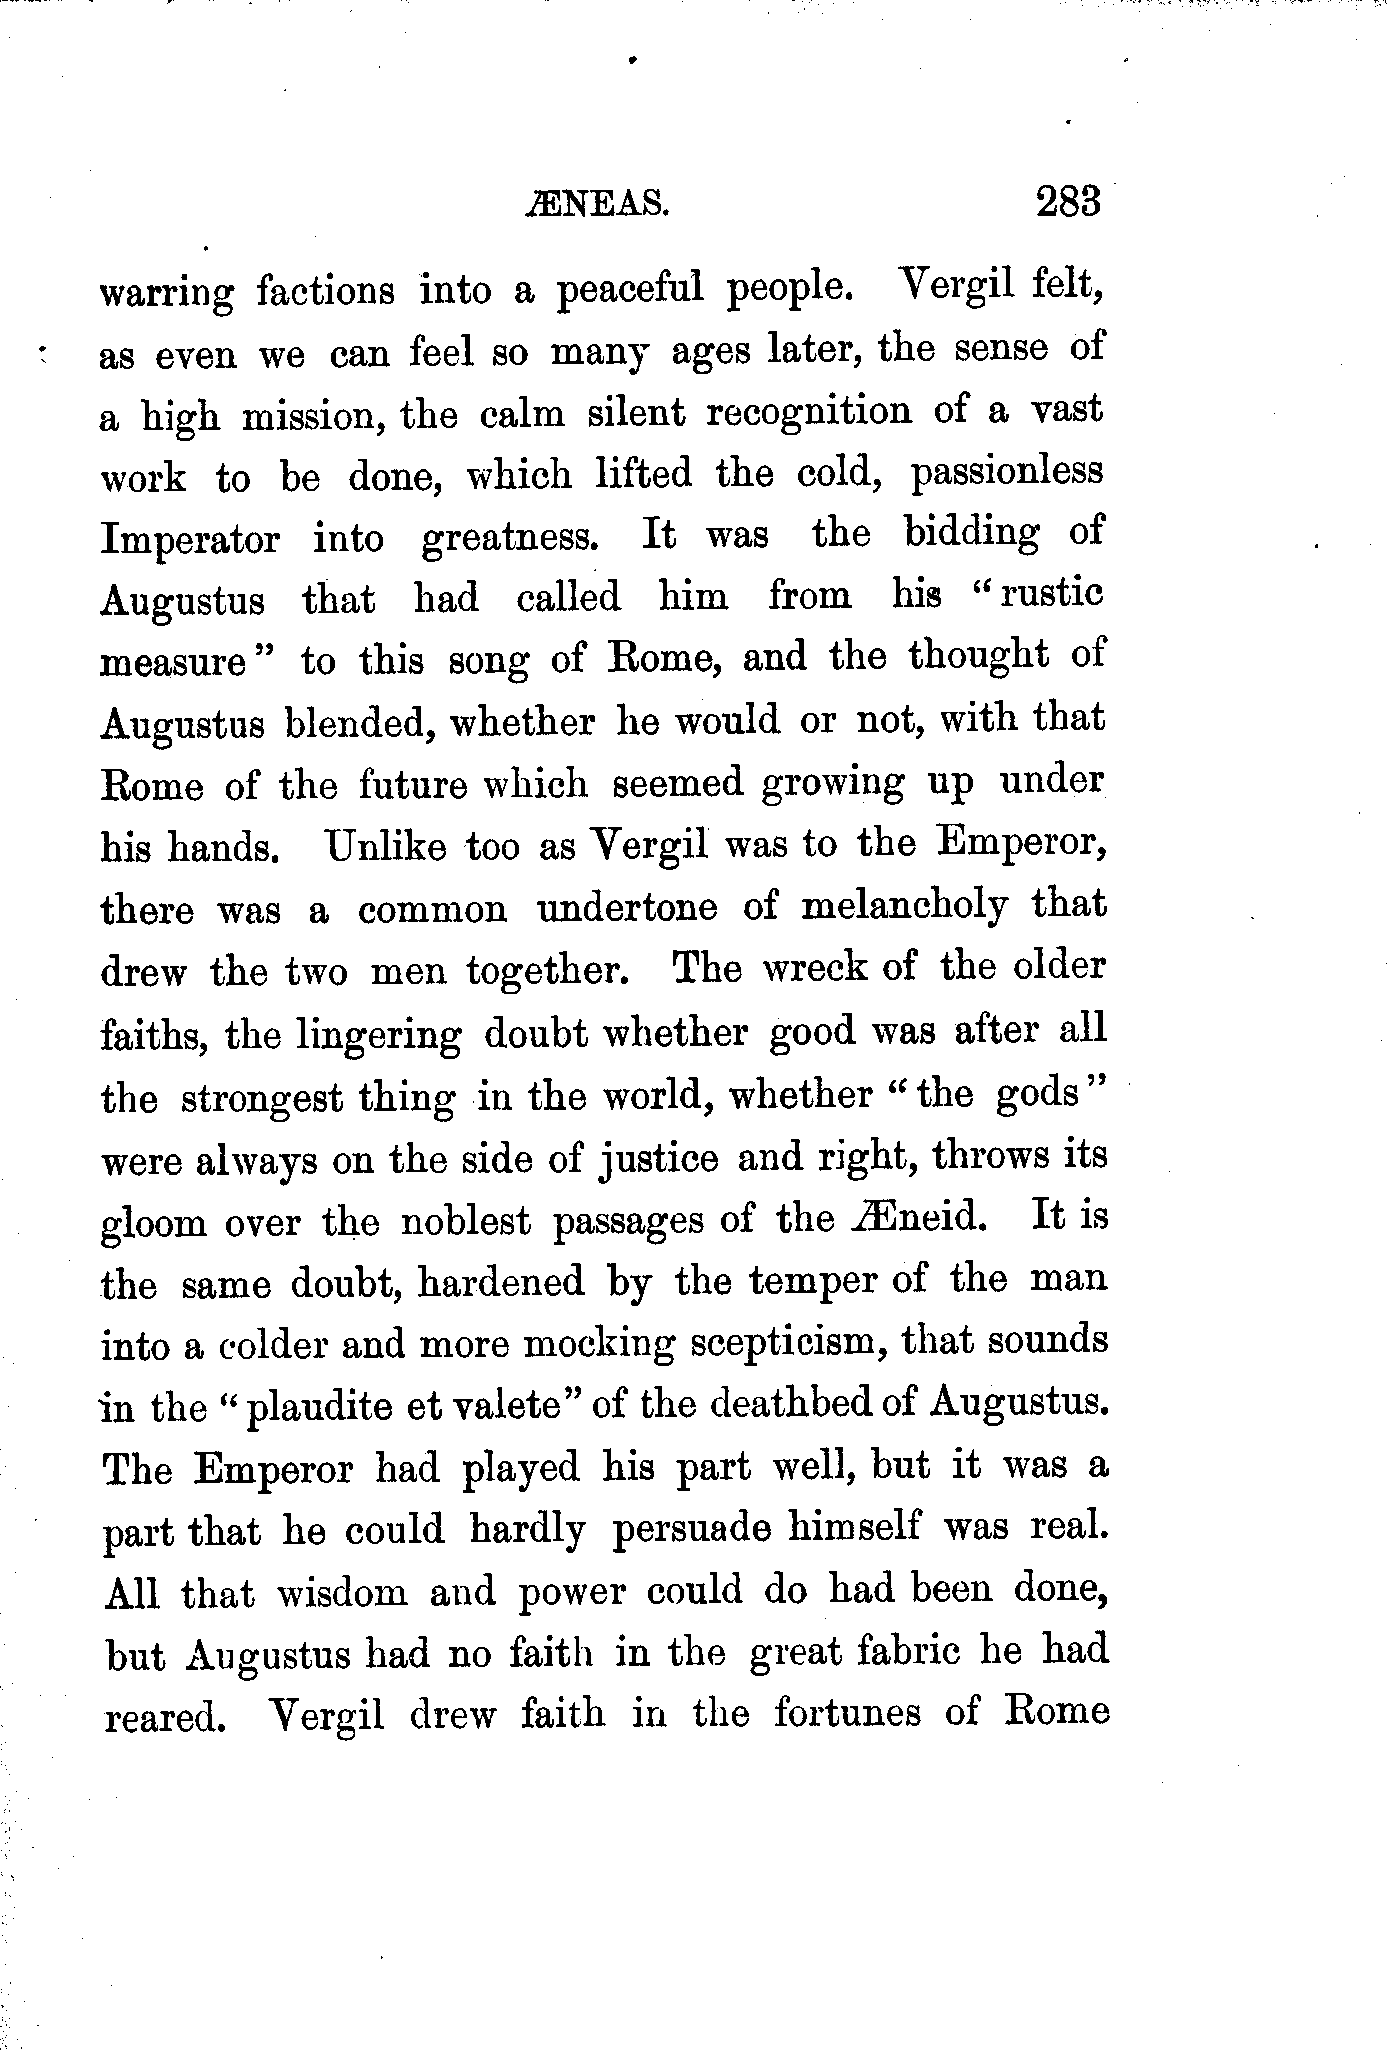 ÆNEAS. 283
warring factions into a peaceful people. Vergil felt,
as even we can feel so many ages later, the sense of
a high mission, the calm silent recognition of a vast
work to be done, which lifted the cold, passionless
Imperator into greatness. It was the bidding of
Augustus that had called him from his "rustic
measure" to this song of Rome, and the thought of
Augustus blended, whether he would or not, with that
Rome of the future which seemed growing up under
his hands. Unlike too as Vergil was to the Emperor,
there was a common undertone of melancholy that
drew the two men together. The wreck of the older
faiths, the lingering doubt whether good was after all
the strongest thing in the world, whether "the gods"
were always on the side of justice and right, throws its
gloom over the noblest passages of the Æneid. It is
the same doubt, hardened by the temper of the man
into a colder and more mocking scepticism, that sounds
in the "plaudite et valete" of the deathbed of Augustus.
The Emperor had played his part well, but it was a
part that he could hardly persuade himself was real.
All that wisdom and power could do had been done,
but Augustus had no faith in the great fabric he had
reared. Vergil drew faith in the fortunes of Rome